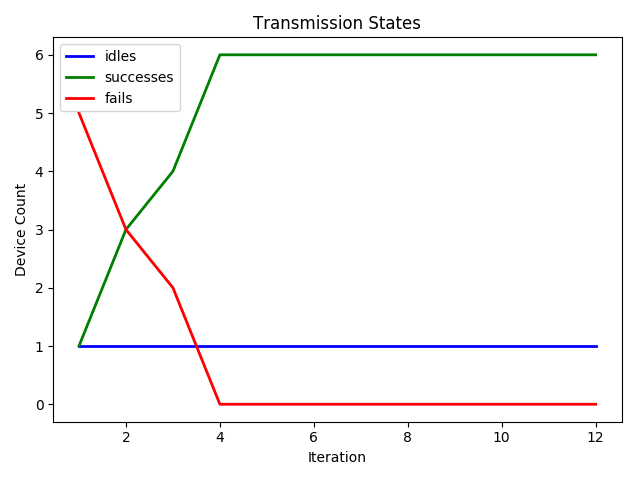 Transmission States
idles
successes
fails
6
5
4
3
2
1
0
Device Count
2 4 6 8 10 12
Iteration